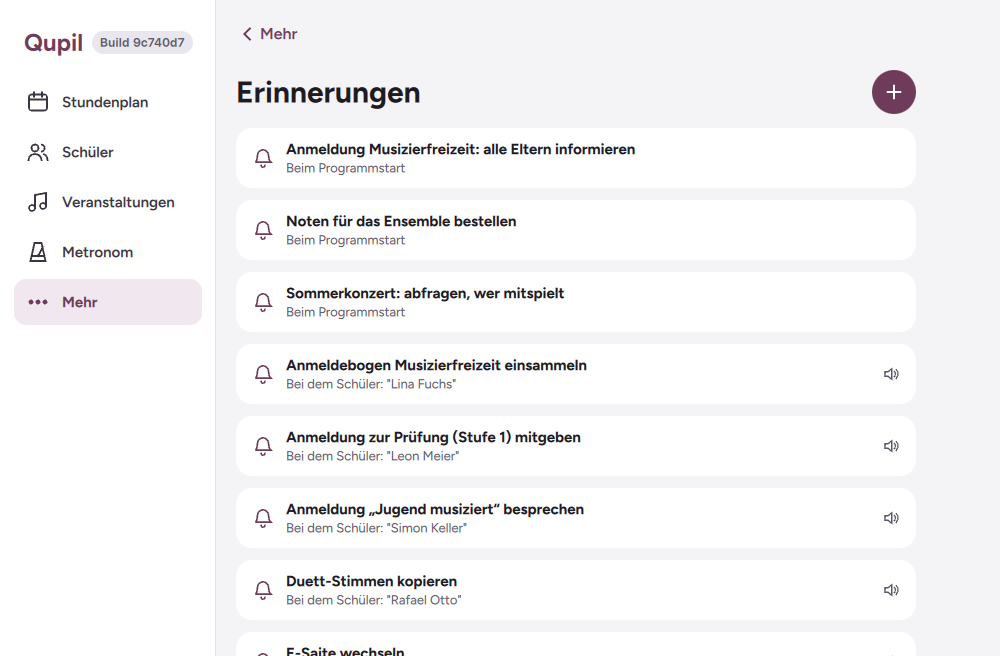 Qupil
Build 9c740d7
Stundenplan
Schüler
Veranstaltungen
Metronom
Mehr
Mehr
Erinnerungen
Anmeldung Musizierfreizeit: alle Eltern informieren
Beim Programmstart
Noten für das Ensemble bestellen
Beim Programmstart
Sommerkonzert: abfragen, wer mitspielt
Beim Programmstart
Anmeldebogen Musizierfreizeit einsammeln
Bei dem Schüler: "Lina Fuchs"
Anmeldung zur Prüfung (Stufe 1) mitgeben
Bei dem Schüler: "Leon Meier"
Anmeldung „Jugend musiziert“ besprechen
Bei dem Schüler: "Simon Keller"
Duett-Stimmen kopieren
Bei dem Schüler: "Rafael Otto"
E-Saite wechseln